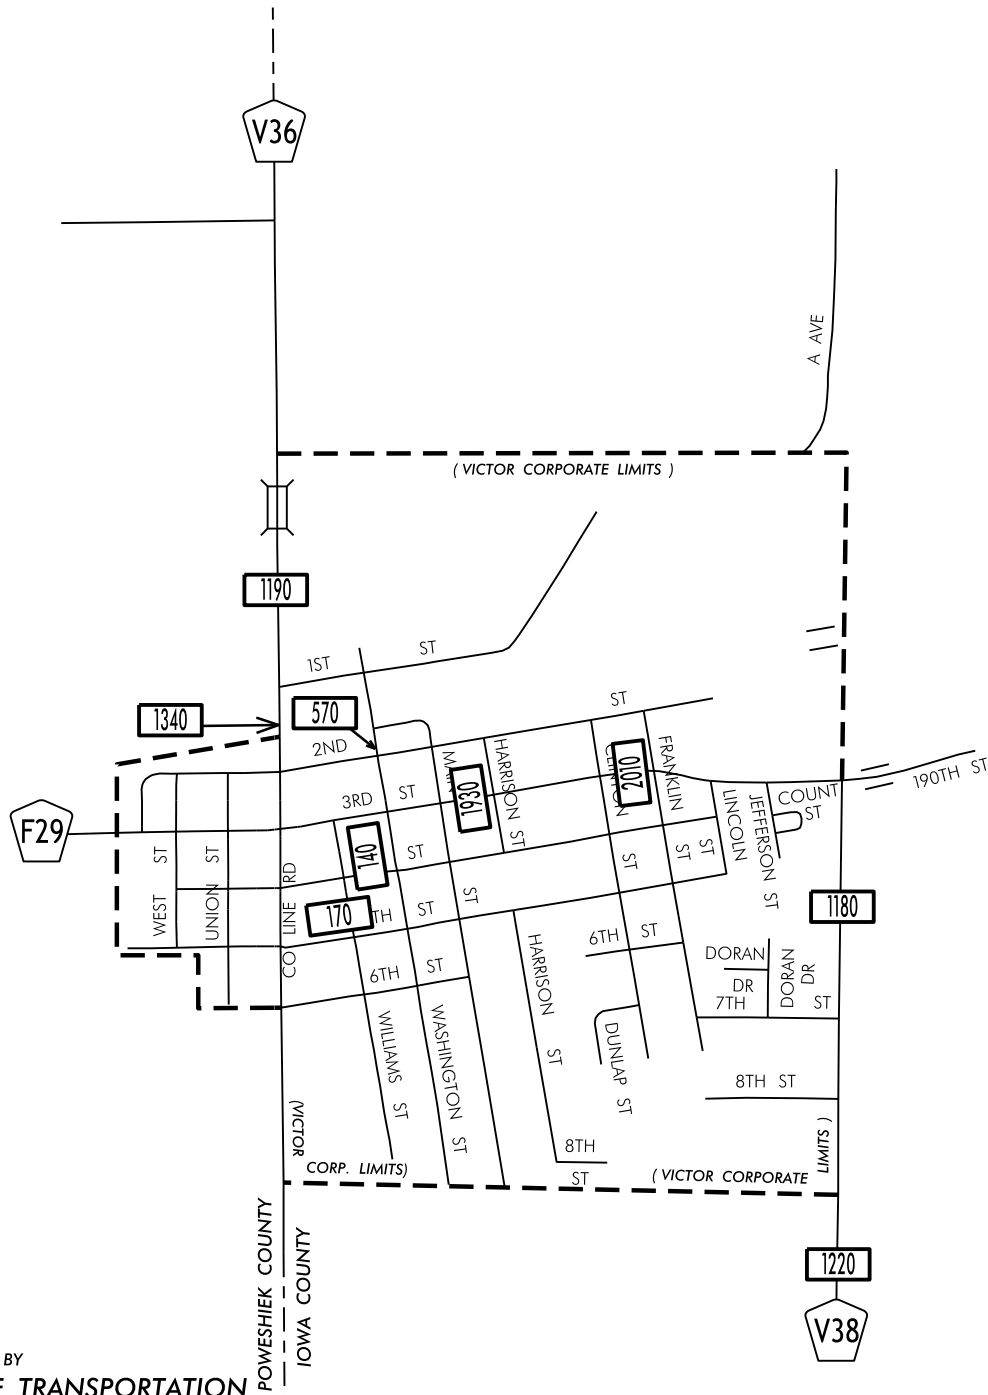 V36
A AVE
( VICTOR CORPORATE LIMITS )
1190
1ST ST
1340
570
ST
2ND
MAIN ST
HARRISON ST
CLINTON ST
2010
FRANKLIN ST
1930
190TH ST
3RD ST
COUNT ST
F29
LINCOLN ST
JEFFERSON ST
140
ST
WEST ST
UNION ST
CO LINE RD
170
TH ST
1180
6TH ST
6TH ST
HARRISON ST
DORAN DR
DORAN DR
7TH ST
WILLIAMS ST
WASHINGTON ST
DUNLAP ST
8TH ST
8TH ST
(VICTOR
CORP. LIMITS)
( VICTOR CORPORATE
LIMITS )
POWESHIEK COUNTY
IOWA COUNTY
1220
V38
BY
TRANSPORTATION